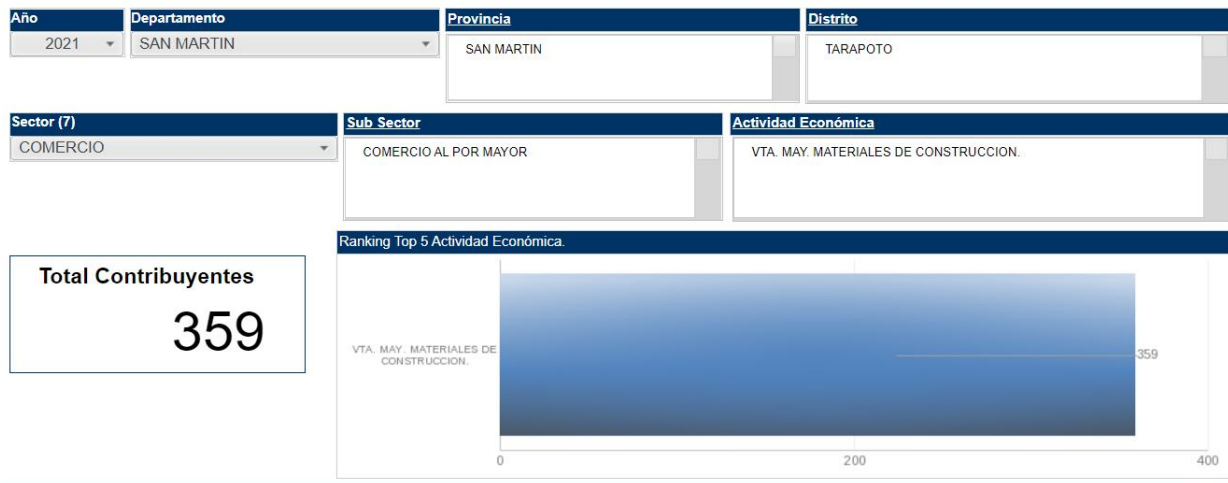 Año
Departamento
Provincia
Distrito
2021
SAN MARTIN
SAN MARTIN
TARAPOTO
Sector (7)
Sub Sector
Actividad Económica
COMERCIO
COMERCIO AL POR MAYOR
VTA. MAY. MATERIALES DE CONSTRUCCION.
Ranking Top 5 Actividad Económica.
Total Contribuyentes
359
VTA. MAY. MATERIALES DE
CONSTRUCCION.
359
0
200
400